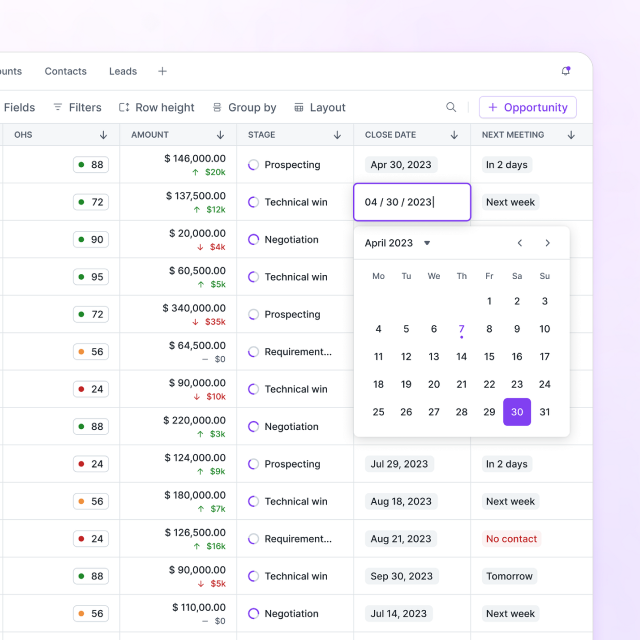 unts Contacts Leads
Fields Filters Row height Group by Layout + Opportunity
OHS AMOUNT STAGE CLOSE DATE NEXT MEETING
88 $ 146,000.00 Prospecting Apr 30, 2023 In 2 days
↑ $20k
72 $ 137,500.00 Technical win 04 / 30 / 2023 Next week
↑ $12k
90 $ 20,000.00 Negotiation
↓ $4k
April 2023
95 $ 60,500.00 Technical win
↑ $5k
Mo Tu We Th Fr Sa Su
1 2 3
72 $ 340,000.00 Prospecting
↓ $35k
4 5 6 7 8 9 10
56 $ 64,500.00 Requirement...
– $0
11 12 13 14 15 16 17
24 $ 90,000.00 Technical win
↓ $10k
18 19 20 21 22 23 24
88 $ 220,000.00 Negotiation
↑ $3k
25 26 27 28 29 30 31
24 $ 124,000.00 Prospecting Jul 29, 2023 In 2 days
↑ $9k
56 $ 180,000.00 Technical win Aug 18, 2023 Next week
↑ $7k
24 $ 126,500.00 Requirement... Aug 21, 2023 No contact
↑ $16k
88 $ 90,000.00 Technical win Sep 30, 2023 Tomorrow
↓ $5k
56 $ 110,00.00 Negotiation Jul 14, 2023 Next week
– $0